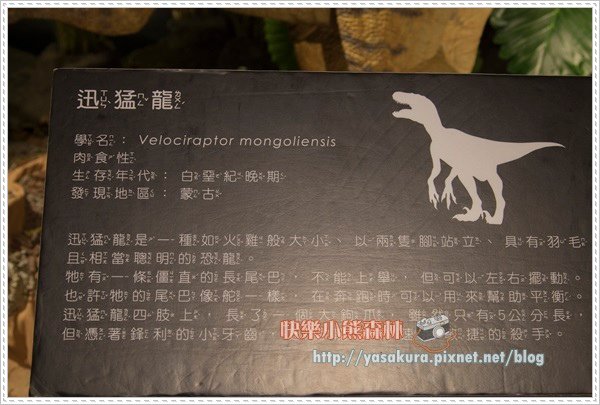 迅猛龍
學名：Velociraptor mongoliensis
肉食性
生存年代：白堊紀晚期
發現地區：蒙古
迅猛龍是一種如火雞般大小、以兩隻腳站立、具有羽毛
且相當聰明的恐龍。
牠有一條僵直的長尾巴，不能上舉，但可以左右擺動。
也許牠的尾巴像舵一樣，在奔跑時可以用來幫助平衡。
迅猛龍四肢上，長了一個大鉤爪，雖只有5公分長，
但憑著鋒利的小牙齒 捷的殺手。
快樂小熊森林
http://yasakura.pixnet.net/blog